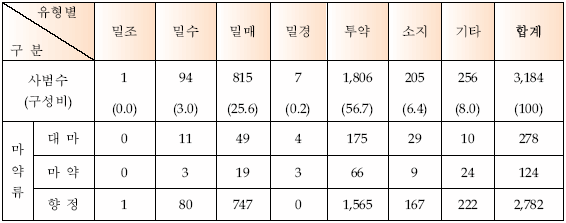 유형별 구 분 밀조 밀수 밀매 밀경 투약 소지 기타 합계
사범수 1 94 815 7 1,806 205 256 3,184
(구성비) (0.0) (3.0) (25.6) (0.2) (56.7) (6.4) (8.0) (100)
마약류 대 마 0 11 49 4 175 29 10 278
마 약 0 3 19 3 66 9 24 124
향 정 1 80 747 0 1,565 167 222 2,782